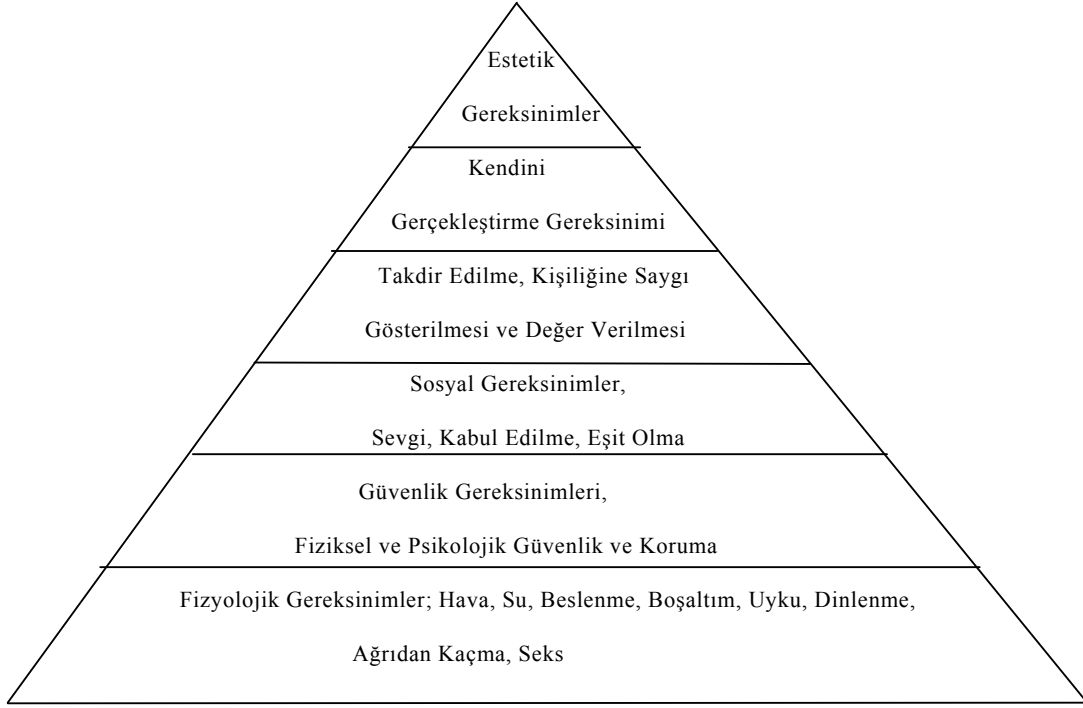 Estetik
Gereksinimler
Kendini
Gerçekleştirme Gereksinimi
Takdir Edilme, Kişiliğine Saygı
Gösterilmesi ve Değer Verilmesi
Sosyal Gereksinimler,
Sevgi, Kabul Edilme, Eşit Olma
Güvenlik Gereksinimleri,
Fiziksel ve Psikolojik Güvenlik ve Koruma
Fizyolojik Gereksinimler; Hava, Su, Beslenme, Boşaltım, Uyku, Dinlenme,
Ağrıdan Kaçma, Seks